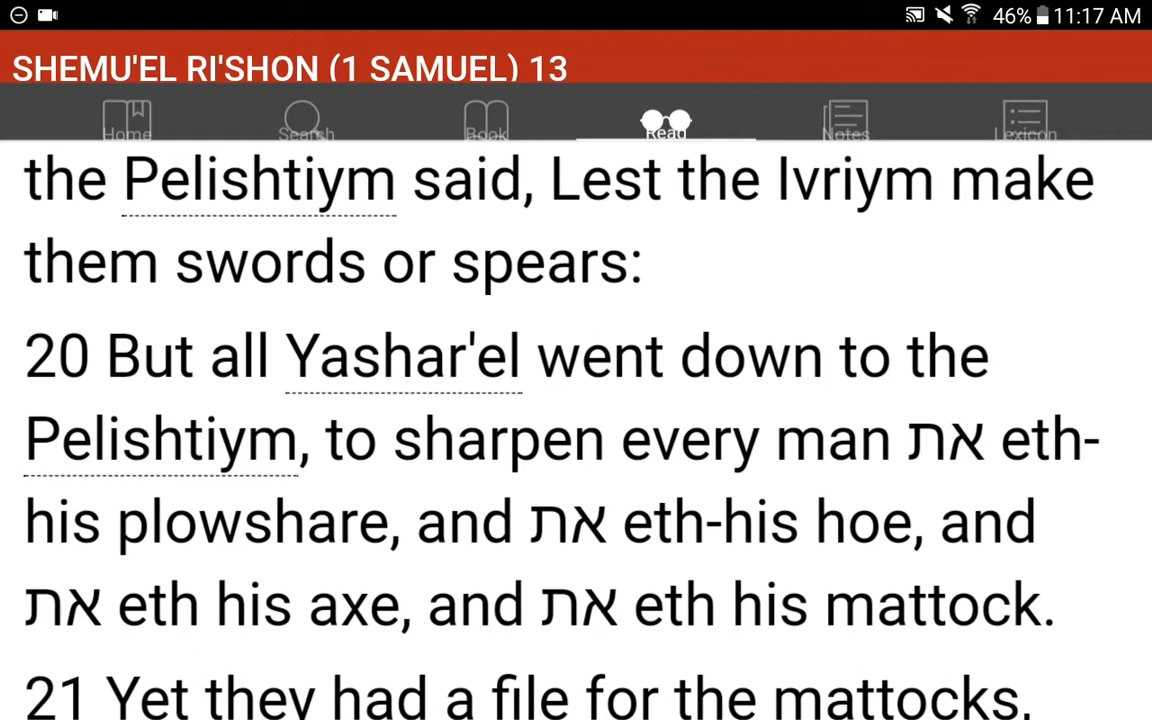 46% 11:17 AM
SHEMU'EL RI'SHON (1 SAMUEL) 13
Home Search Book Read Notes Lexicon
the Pelishtiym said, Lest the Ivriym make
them swords or spears:
20 But all Yashar'el went down to the
Pelishtiym, to sharpen every man את eth-
his plowshare, and את eth-his hoe, and
את eth his axe, and את eth his mattock.
21 Yet they had a file for the mattocks,